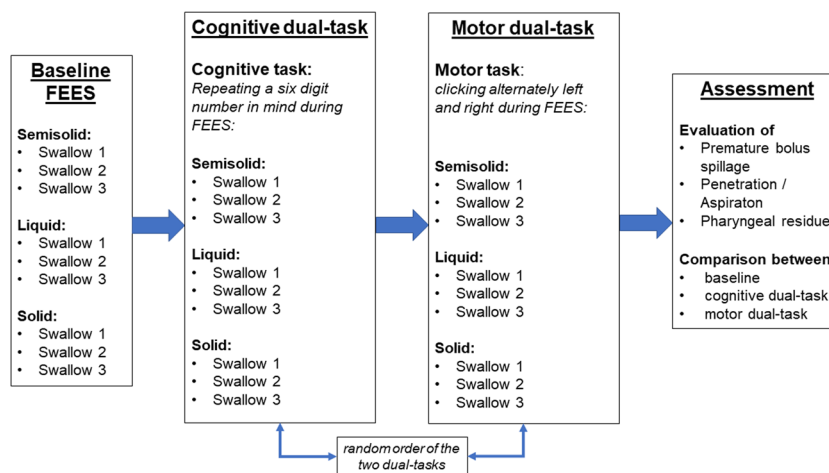 Baseline
FEES
Semisolid:
• Swallow 1
• Swallow 2
• Swallow 3
Liquid:
• Swallow 1
• Swallow 2
• Swallow 3
Solid:
• Swallow 1
• Swallow 2
• Swallow 3
Cognitive dual-task
Cognitive task:
Repeating a six digit
number in mind during
FEES:
Semisolid:
• Swallow 1
• Swallow 2
• Swallow 3
Liquid:
• Swallow 1
• Swallow 2
• Swallow 3
Solid:
• Swallow 1
• Swallow 2
• Swallow 3
Motor dual-task
Motor task:
clicking alternately left
and right during FEES:
Semisolid:
• Swallow 1
• Swallow 2
• Swallow 3
Liquid:
• Swallow 1
• Swallow 2
• Swallow 3
Solid:
• Swallow 1
• Swallow 2
• Swallow 3
random order of the
two dual-tasks
Assessment
Evaluation of
• Premature bolus
spillage
• Penetration /
Aspiraton
• Pharyngeal residue
Comparison between
• baseline
• cognitive dual-task
• motor dual-task